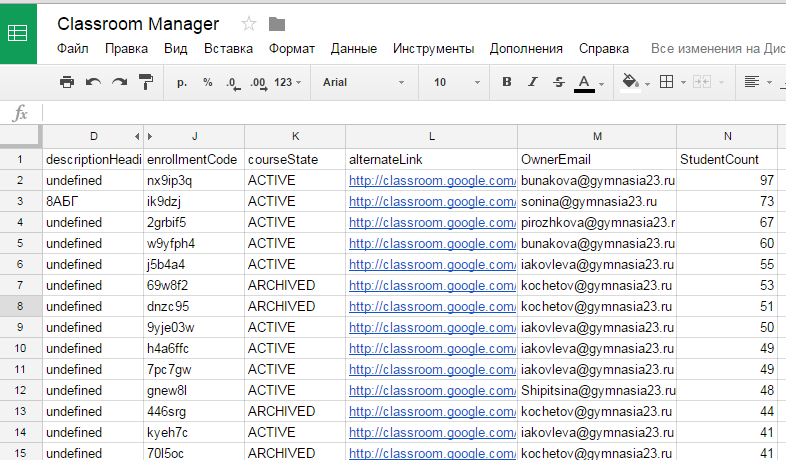 Classroom Manager
Файл Правка Вид Вставка Формат Данные Инструменты Дополнения Справка Все изменения на Дис
р. % .0 .00 123 Arial 10 B I S A
fx
D J K L M N
1 descriptionHeadi enrollmentCode courseState alternateLink OwnerEmail StudentCount
2 undefined nx9ip3q ACTIVE http://classroom.google.com/ bunakova@gymnasia23.ru 97
3 8АБГ ik9dzj ACTIVE http://classroom.google.com/ sonina@gymnasia23.ru 73
4 undefined 2grbif5 ACTIVE http://classroom.google.com/ pirozhkova@gymnasia23.r 67
5 undefined w9yfph4 ACTIVE http://classroom.google.com/ bunakova@gymnasia23.ru 60
6 undefined j5b4a4 ACTIVE http://classroom.google.com/ iakovleva@gymnasia23.ru 55
7 undefined 69w8f2 ARCHIVED http://classroom.google.com/ kochetov@gymnasia23.ru 53
8 undefined dnzc95 ARCHIVED http://classroom.google.com/ kochetov@gymnasia23.ru 51
9 undefined 9yje03w ACTIVE http://classroom.google.com/ iakovleva@gymnasia23.ru 50
10 undefined h4a6ffc ACTIVE http://classroom.google.com/ iakovleva@gymnasia23.ru 49
11 undefined 7pc7gw ACTIVE http://classroom.google.com/ iakovleva@gymnasia23.ru 49
12 undefined gnew8l ACTIVE http://classroom.google.com/ Shipitsina@gymnasia23.ru 48
13 undefined 446srg ARCHIVED http://classroom.google.com/ kochetov@gymnasia23.ru 44
14 undefined kyeh7c ACTIVE http://classroom.google.com/ iakovleva@gymnasia23.ru 41
15 undefined 70l5oc ARCHIVED http://classroom.google.com/ kochetov@gymnasia23.ru 41